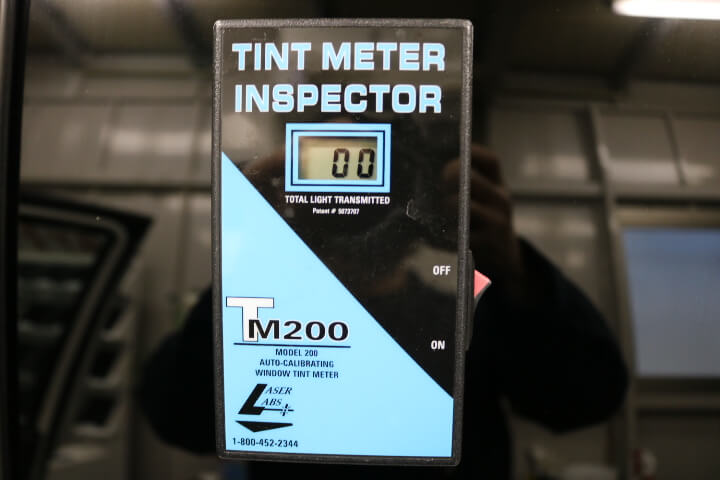 TINT METER
INSPECTOR
00
TOTAL LIGHT TRANSMITTED
Patent # 5073707
OFF
ON
TM200
MODEL 200
AUTO-CALIBRATING
WINDOW TINT METER
LASER
LABS
1-800-452-2344